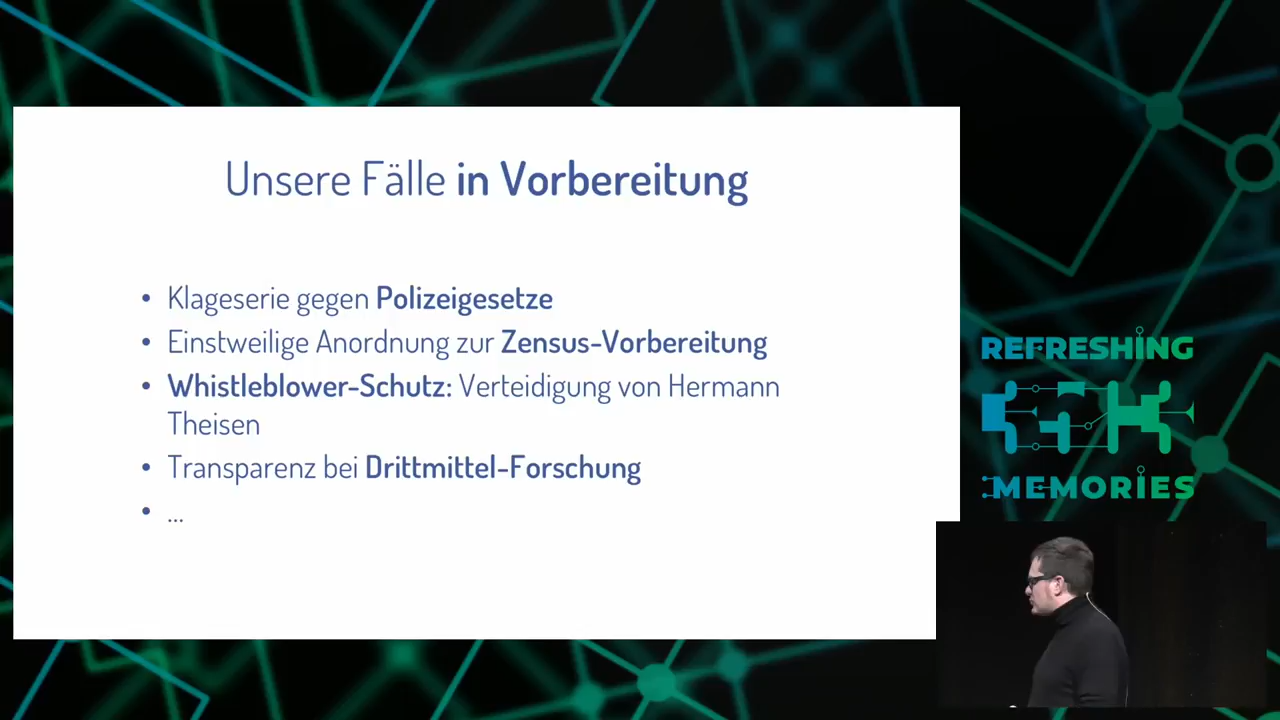 Unsere Fälle in Vorbereitung
• Klageserie gegen Polizeigesetze
• Einstweilige Anordnung zur Zensus-Vorbereitung
• Whistleblower-Schutz: Verteidigung von Hermann
Theisen
• Transparenz bei Drittmittel-Forschung
• ...
REFRESHING
35K3
MEMORIES